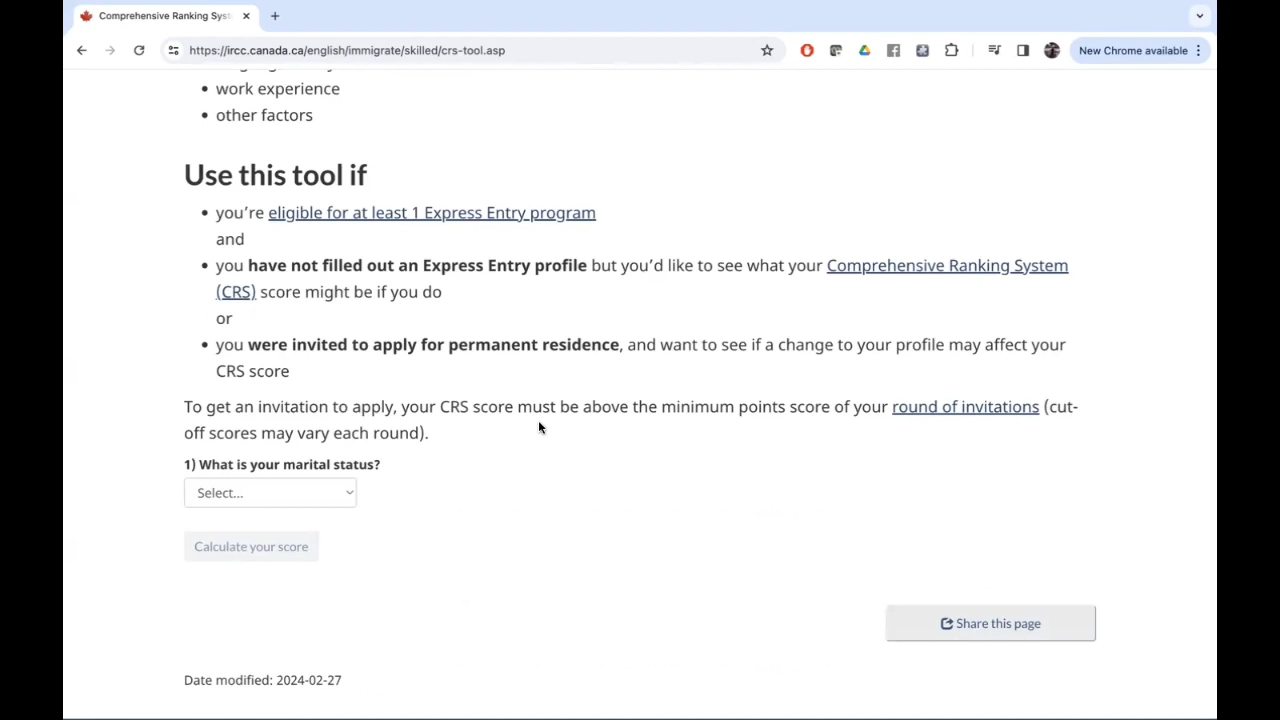 Comprehensive Ranking Syst
https://ircc.canada.ca/english/immigrate/skilled/crs-tool.asp
New Chrome available
• work experience
• other factors
Use this tool if
• you’re eligible for at least 1 Express Entry program
and
• you have not filled out an Express Entry profile but you’d like to see what your Comprehensive Ranking System
(CRS) score might be if you do
or
• you were invited to apply for permanent residence, and want to see if a change to your profile may affect your
CRS score
To get an invitation to apply, your CRS score must be above the minimum points score of your round of invitations (cut-
off scores may vary each round).
1) What is your marital status?
Select...
Calculate your score
Share this page
Date modified: 2024-02-27